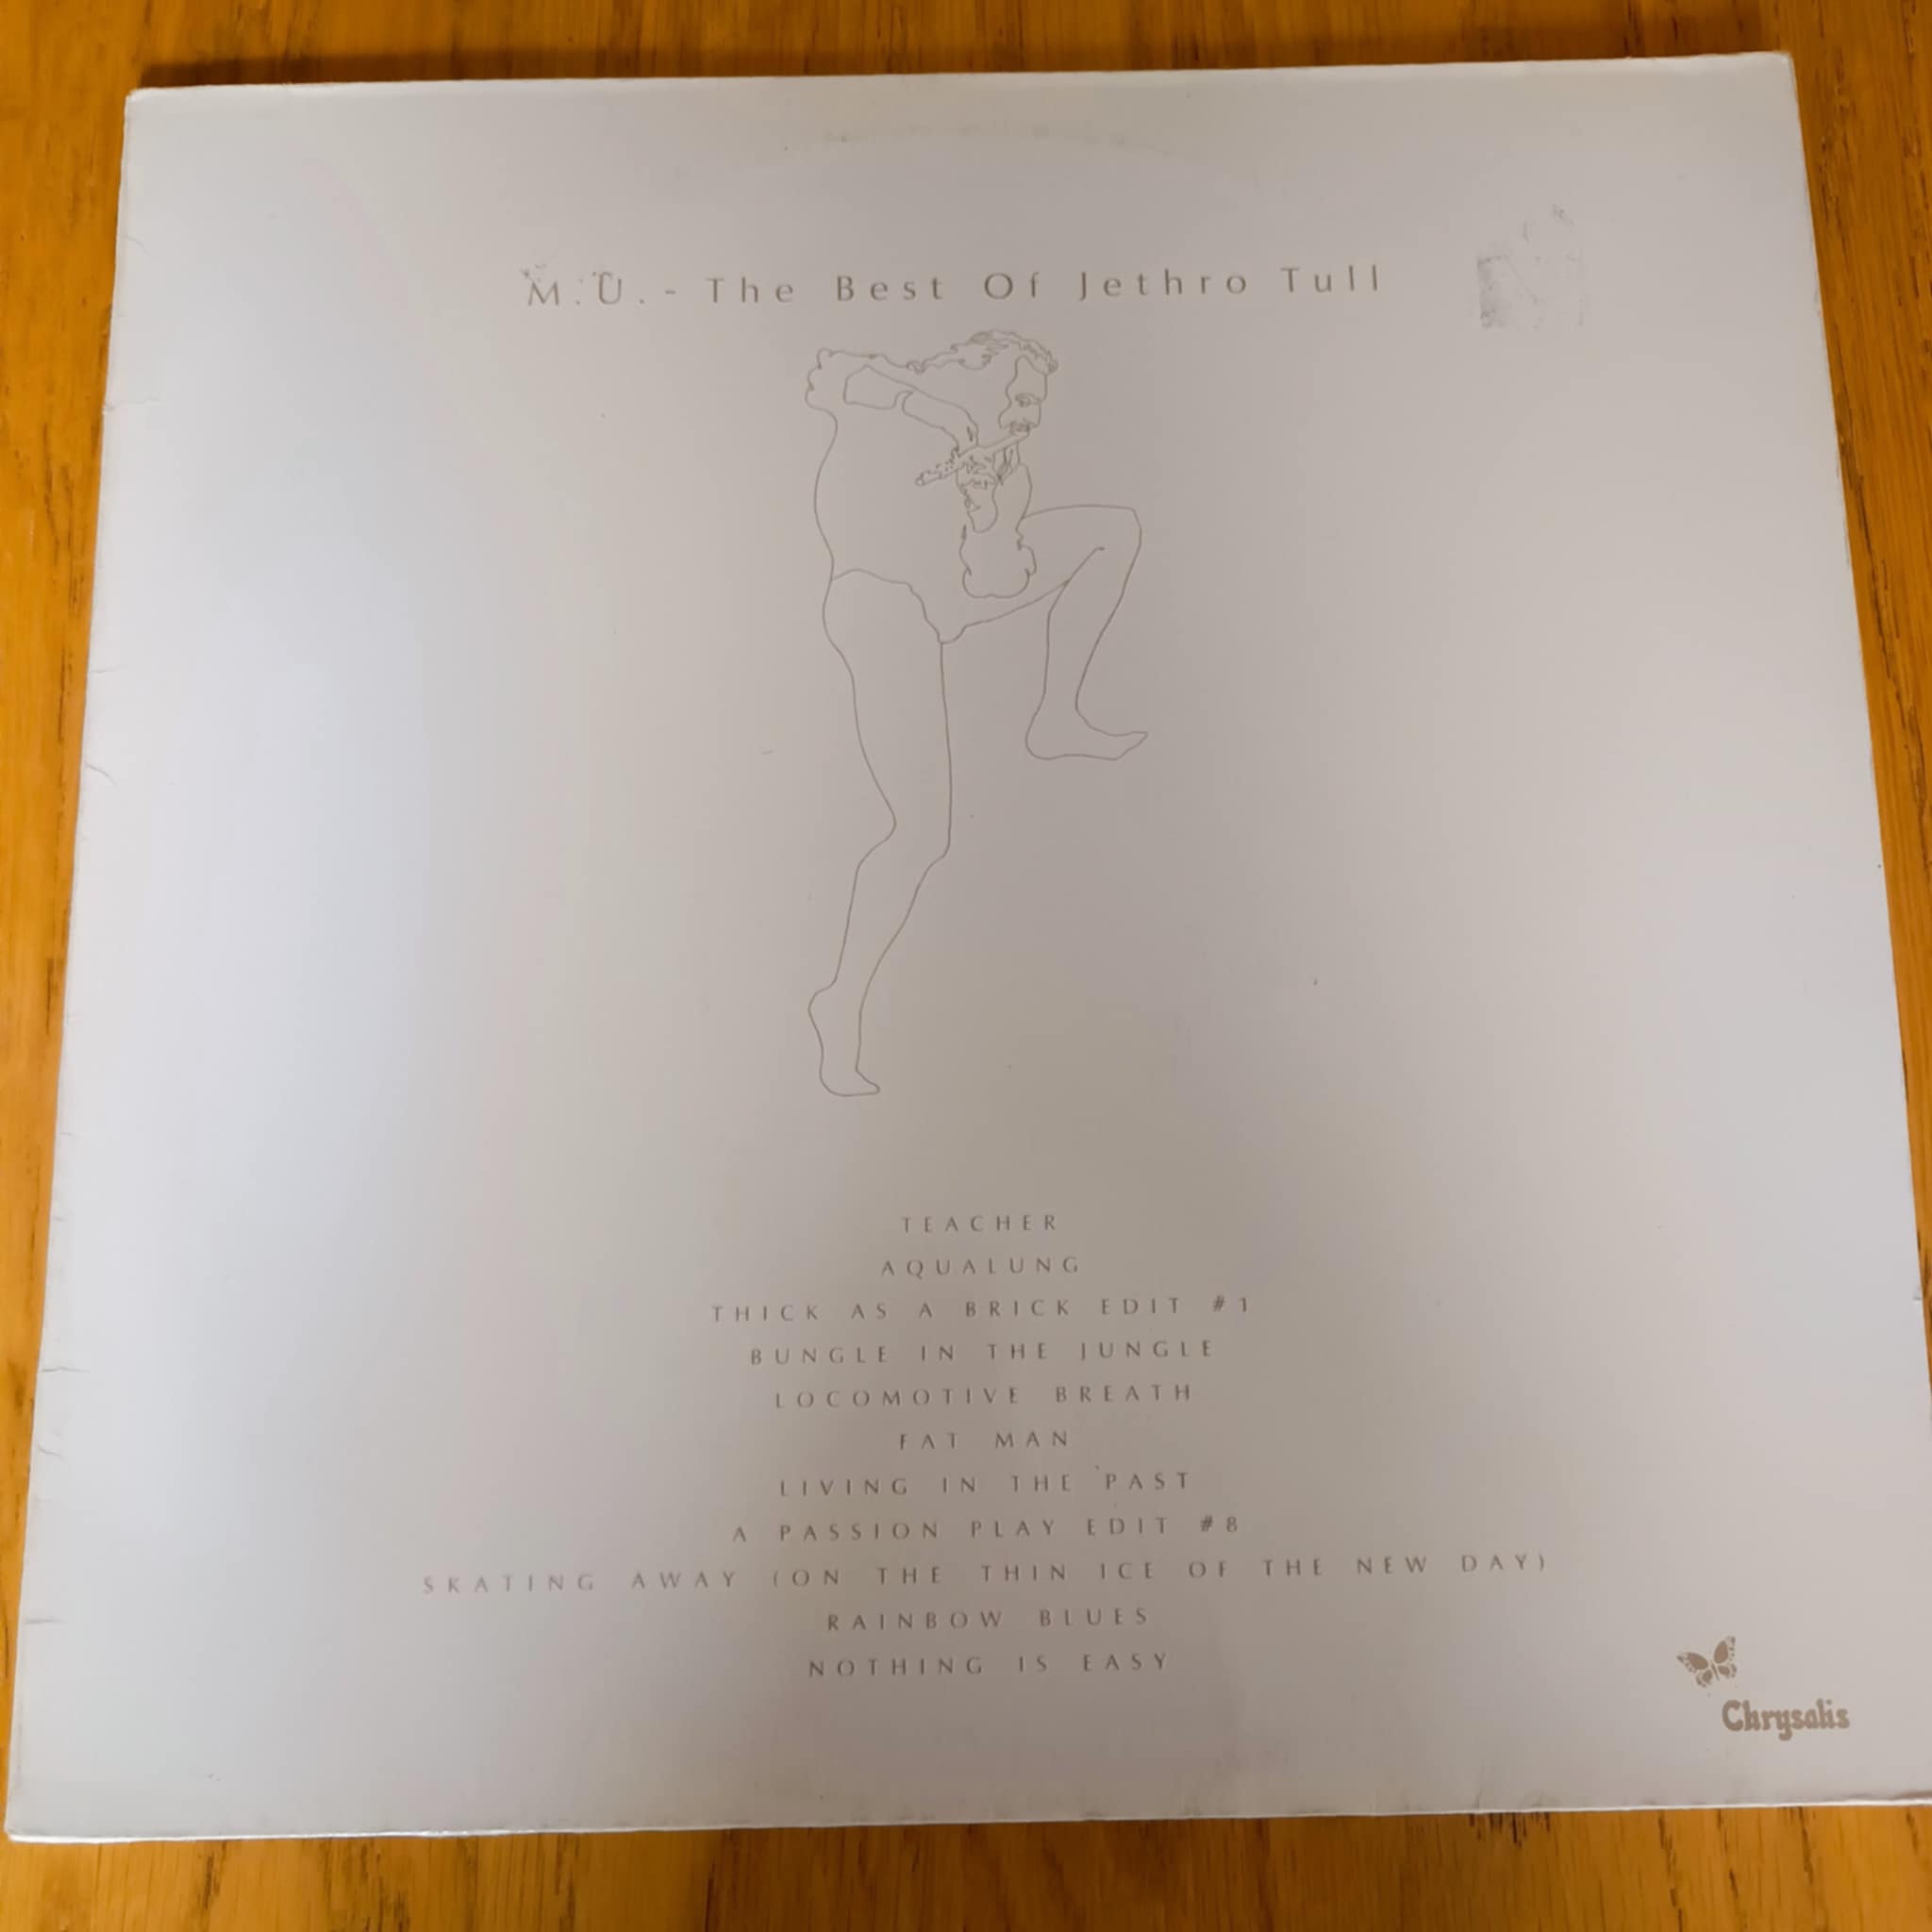 M.U. - The Best Of Jethro Tull
TEACHER
AQUALUNG
THICK AS A BRICK EDIT #1
BUNGLE IN THE JUNGLE
LOCOMOTIVE BREATH
FAT MAN
LIVING IN THE PAST
A PASSION PLAY EDIT #8
SKATING AWAY (ON THE THIN ICE OF THE NEW DAY)
RAINBOW BLUES
NOTHING IS EASY
Chrysalis